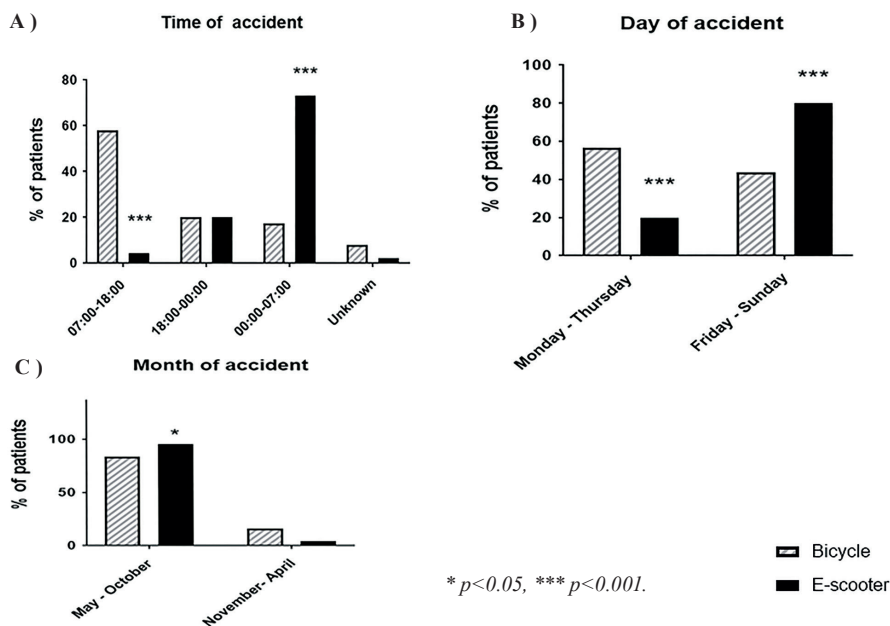 A )
Time of accident
% of patients
80
60
40
20
0
***
***
07:00-18:00
18:00-00:00
00:00-07:00
Unknown
B )
Day of accident
% of patients
100
80
60
40
20
0
***
***
Monday - Thursday
Friday - Sunday
C )
Month of accident
% of patients
100
50
0
*
May - October
November- April
* p<0.05, *** p<0.001.
Bicycle
E-scooter